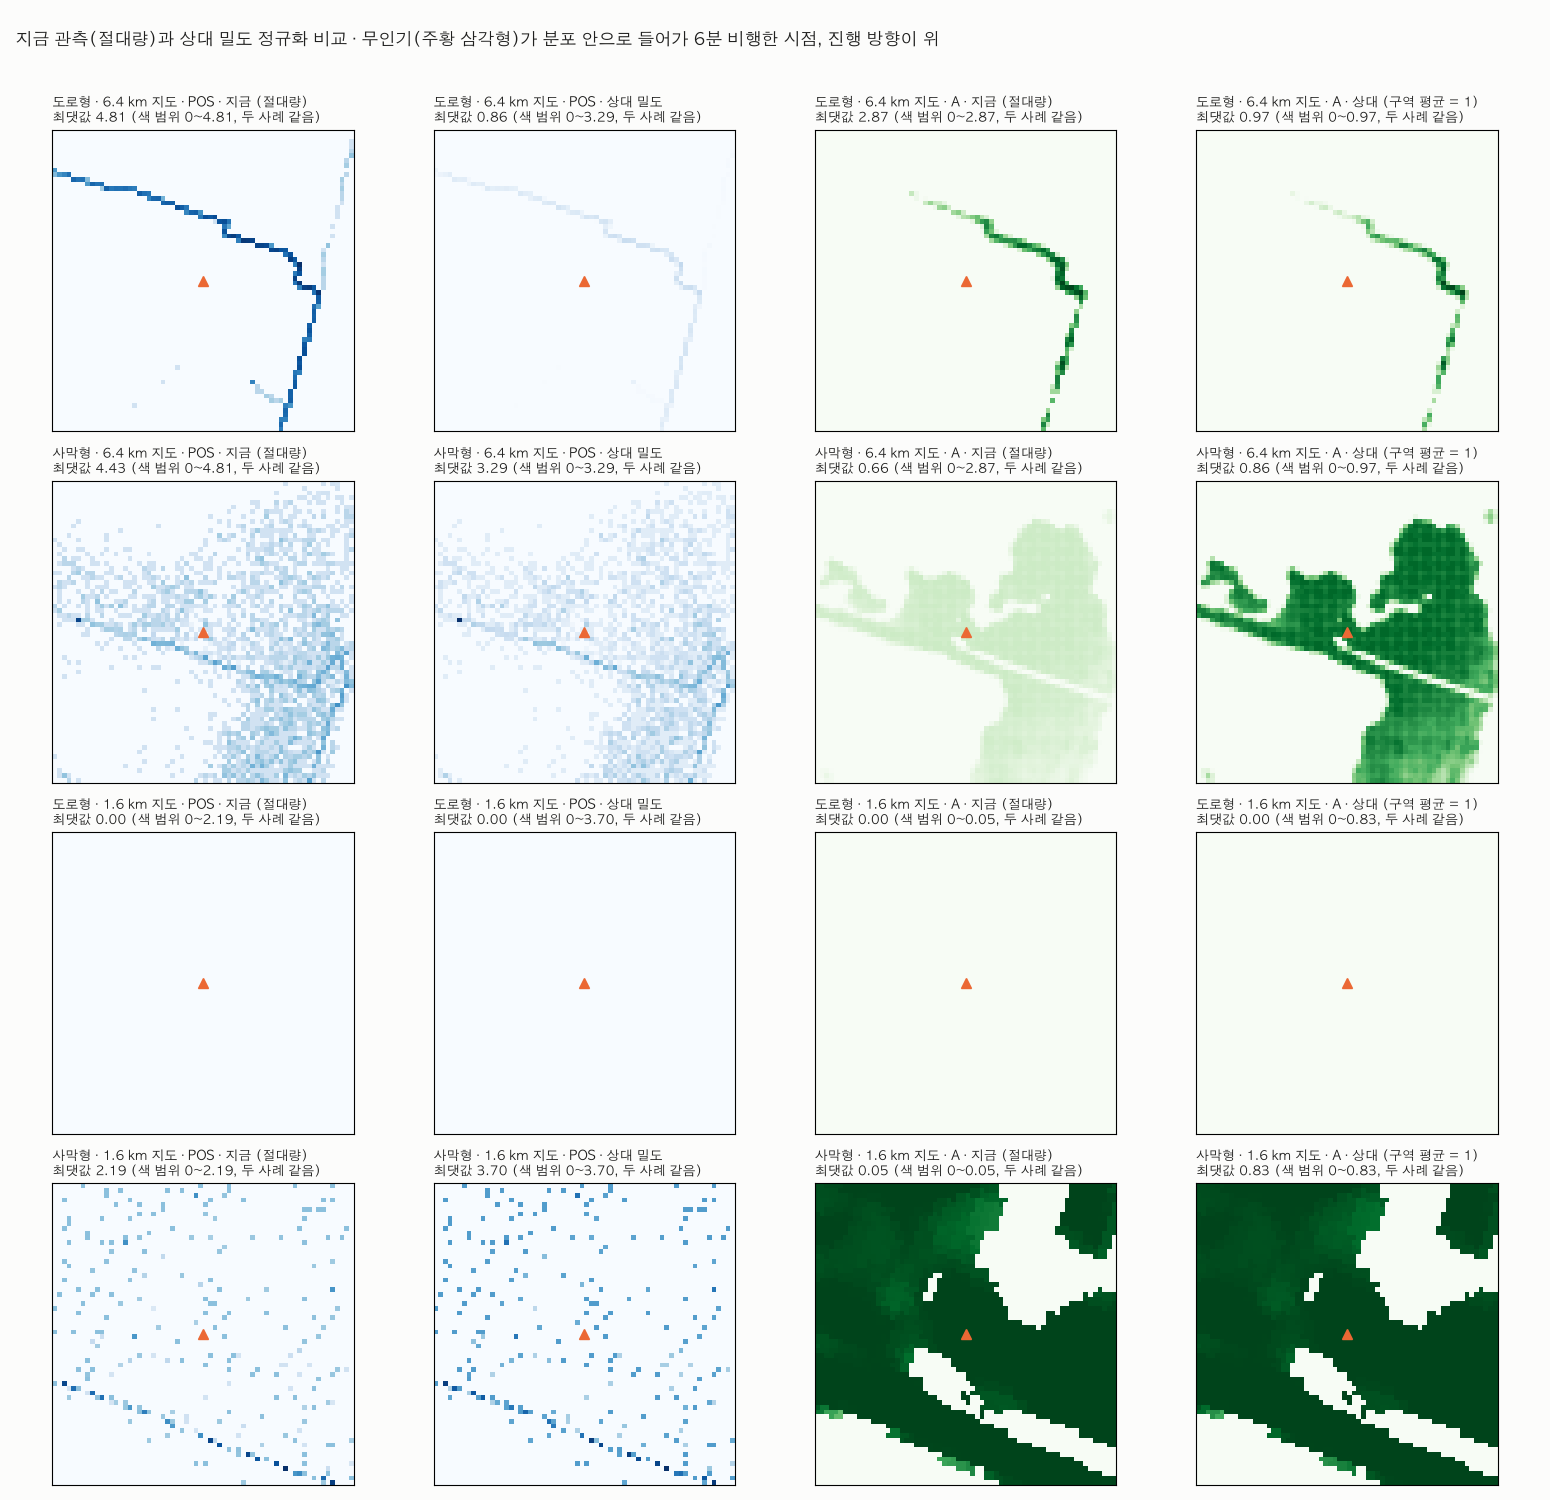 지금 관측(절대량)과 상대 밀도 정규화 비교 · 무인기(주황 삼각형)가 분포 안으로 들어가 6분 비행한 시점, 진행 방향이 위
도로형 · 6.4 km 지도 · POS · 지금 (절대량)
최댓값 4.81 (색 범위 0~4.81, 두 사례 같음)
도로형 · 6.4 km 지도 · POS · 상대 밀도
최댓값 0.86 (색 범위 0~3.29, 두 사례 같음)
도로형 · 6.4 km 지도 · A · 지금 (절대량)
최댓값 2.87 (색 범위 0~2.87, 두 사례 같음)
도로형 · 6.4 km 지도 · A · 상대 (구역 평균 = 1)
최댓값 0.97 (색 범위 0~0.97, 두 사례 같음)
사막형 · 6.4 km 지도 · POS · 지금 (절대량)
최댓값 4.43 (색 범위 0~4.81, 두 사례 같음)
사막형 · 6.4 km 지도 · POS · 상대 밀도
최댓값 3.29 (색 범위 0~3.29, 두 사례 같음)
사막형 · 6.4 km 지도 · A · 지금 (절대량)
최댓값 0.66 (색 범위 0~2.87, 두 사례 같음)
사막형 · 6.4 km 지도 · A · 상대 (구역 평균 = 1)
최댓값 0.86 (색 범위 0~0.97, 두 사례 같음)
도로형 · 1.6 km 지도 · POS · 지금 (절대량)
최댓값 0.00 (색 범위 0~2.19, 두 사례 같음)
도로형 · 1.6 km 지도 · POS · 상대 밀도
최댓값 0.00 (색 범위 0~3.70, 두 사례 같음)
도로형 · 1.6 km 지도 · A · 지금 (절대량)
최댓값 0.00 (색 범위 0~0.05, 두 사례 같음)
도로형 · 1.6 km 지도 · A · 상대 (구역 평균 = 1)
최댓값 0.00 (색 범위 0~0.83, 두 사례 같음)
사막형 · 1.6 km 지도 · POS · 지금 (절대량)
최댓값 2.19 (색 범위 0~2.19, 두 사례 같음)
사막형 · 1.6 km 지도 · POS · 상대 밀도
최댓값 3.70 (색 범위 0~3.70, 두 사례 같음)
사막형 · 1.6 km 지도 · A · 지금 (절대량)
최댓값 0.05 (색 범위 0~0.05, 두 사례 같음)
사막형 · 1.6 km 지도 · A · 상대 (구역 평균 = 1)
최댓값 0.83 (색 범위 0~0.83, 두 사례 같음)